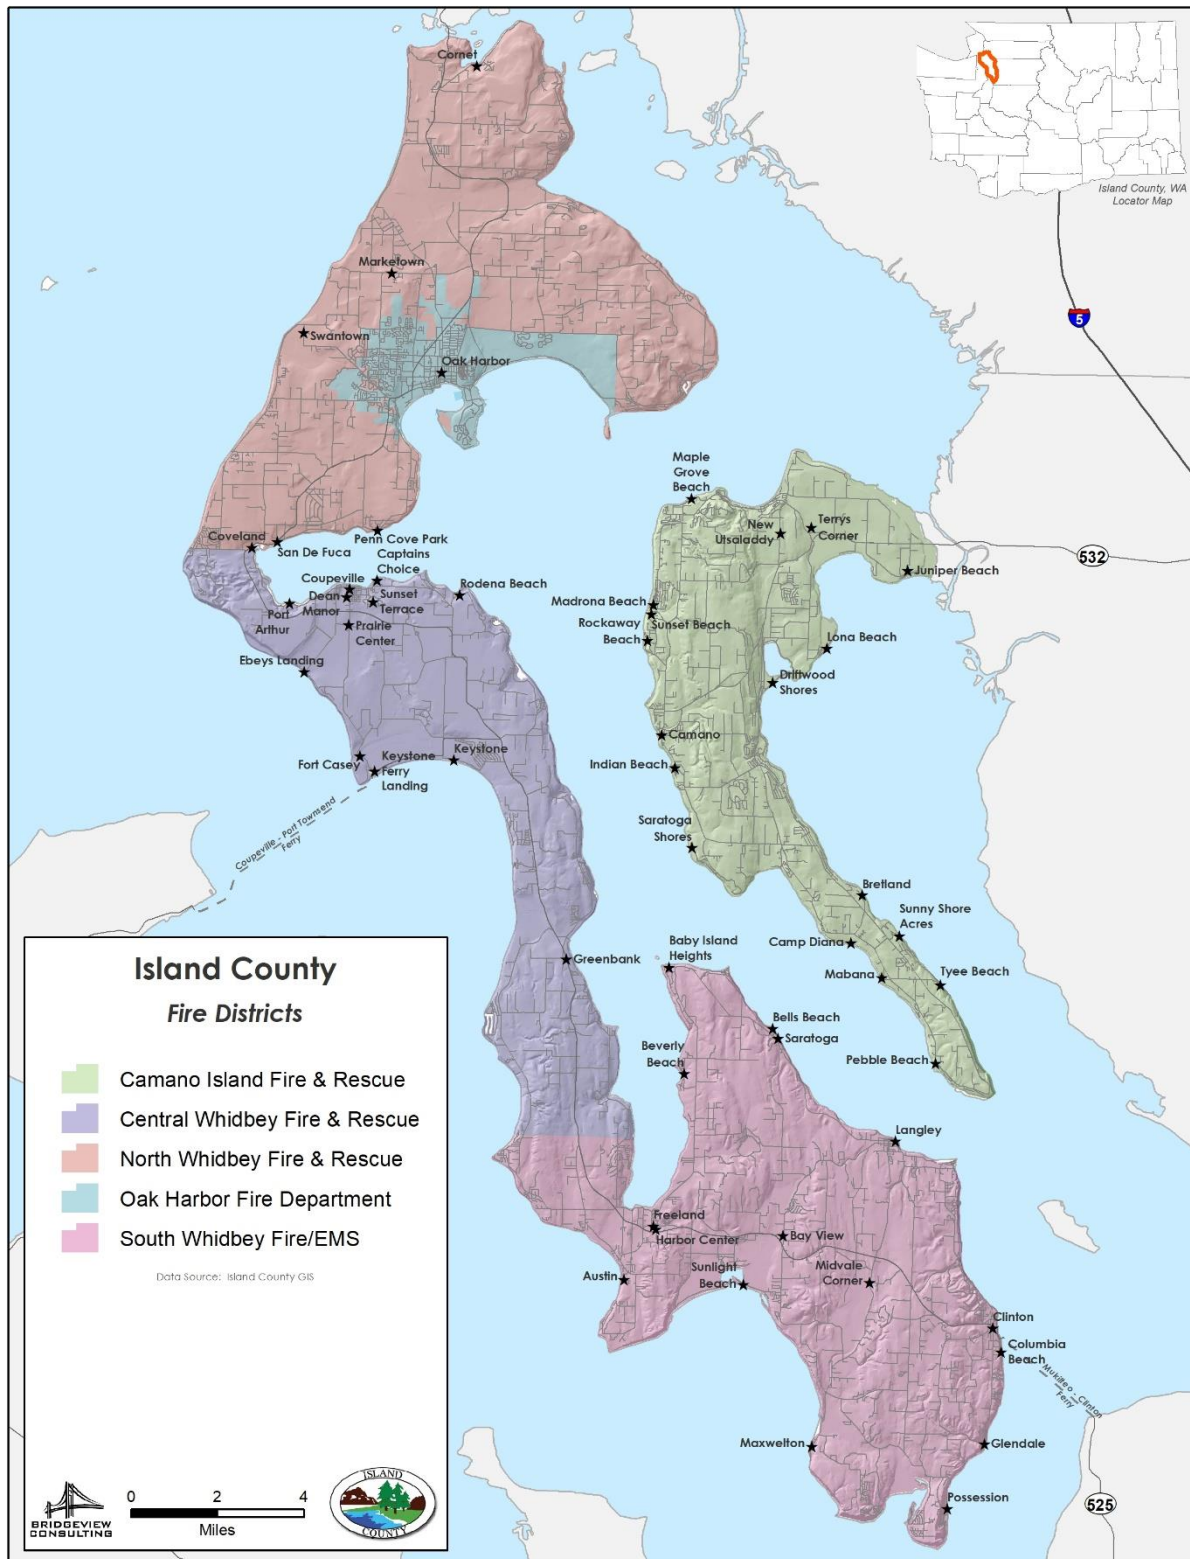 Cornet
Island County, WA
Locator Map
Marketown
5
Swantown
Oak Harbor
Maple
Grove
Beach
New
Utsaladdy
Terrys
Corner
Coveland
San De Fuca
Penn Cove Park
Captains
Choice
532
Juniper Beach
Coupeville
Dean
Manor
Sunset
Terrace
Rodena Beach
Port
Arthur
Prairie
Center
Madrona Beach
Rockaway
Beach
Sunset Beach
Lona Beach
Ebeys Landing
Driftwood
Shores
Camano
Fort Casey
Keystone
Ferry
Landing
Keystone
Indian Beach
Coupeville - Port Townsend
Ferry
Saratoga
Shores
Bretland
Sunny Shore
Acres
Camp Diana
Baby Island
Heights
Greenbank
Mabana
Tyee Beach
Bells Beach
Saratoga
Beverly
Beach
Pebble Beach
Langley
Freeland
Harbor Center
Bay View
Austin
Sunlight
Beach
Midvale
Corner
Clinton
Columbia
Beach
Mukilteo - Clinton
Ferry
Maxwelton
Glendale
Possession
525
Island County
Fire Districts
Camano Island Fire & Rescue
Central Whidbey Fire & Rescue
North Whidbey Fire & Rescue
Oak Harbor Fire Department
South Whidbey Fire/EMS
Data Source: Island County GIS
BRIDGEVIEW
CONSULTING
0 2 4
Miles
ISLAND
COUNTY